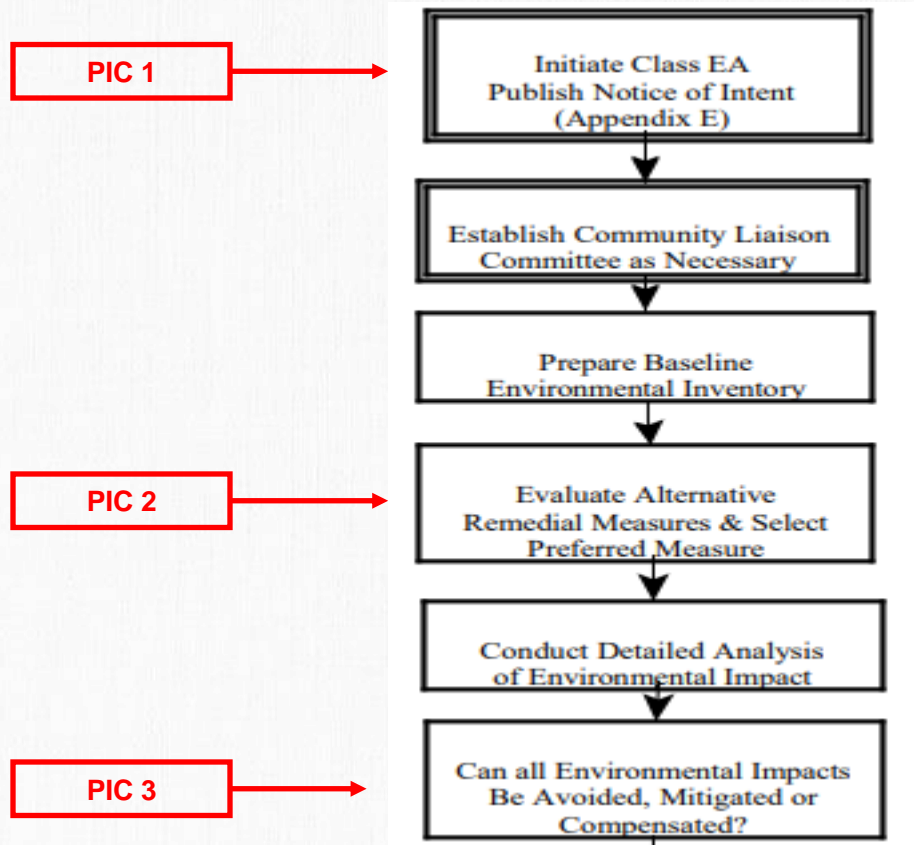 PIC 1
Initiate Class EA
Publish Notice of Intent
(Appendix E)
Establish Community Liaison
Committee as Necessary
Prepare Baseline
Environmental Inventory
PIC 2
Evaluate Alternative
Remedial Measures & Select
Preferred Measure
Conduct Detailed Analysis
of Environmental Impact
PIC 3
Can all Environmental Impacts
Be Avoided, Mitigated or
Compensated?